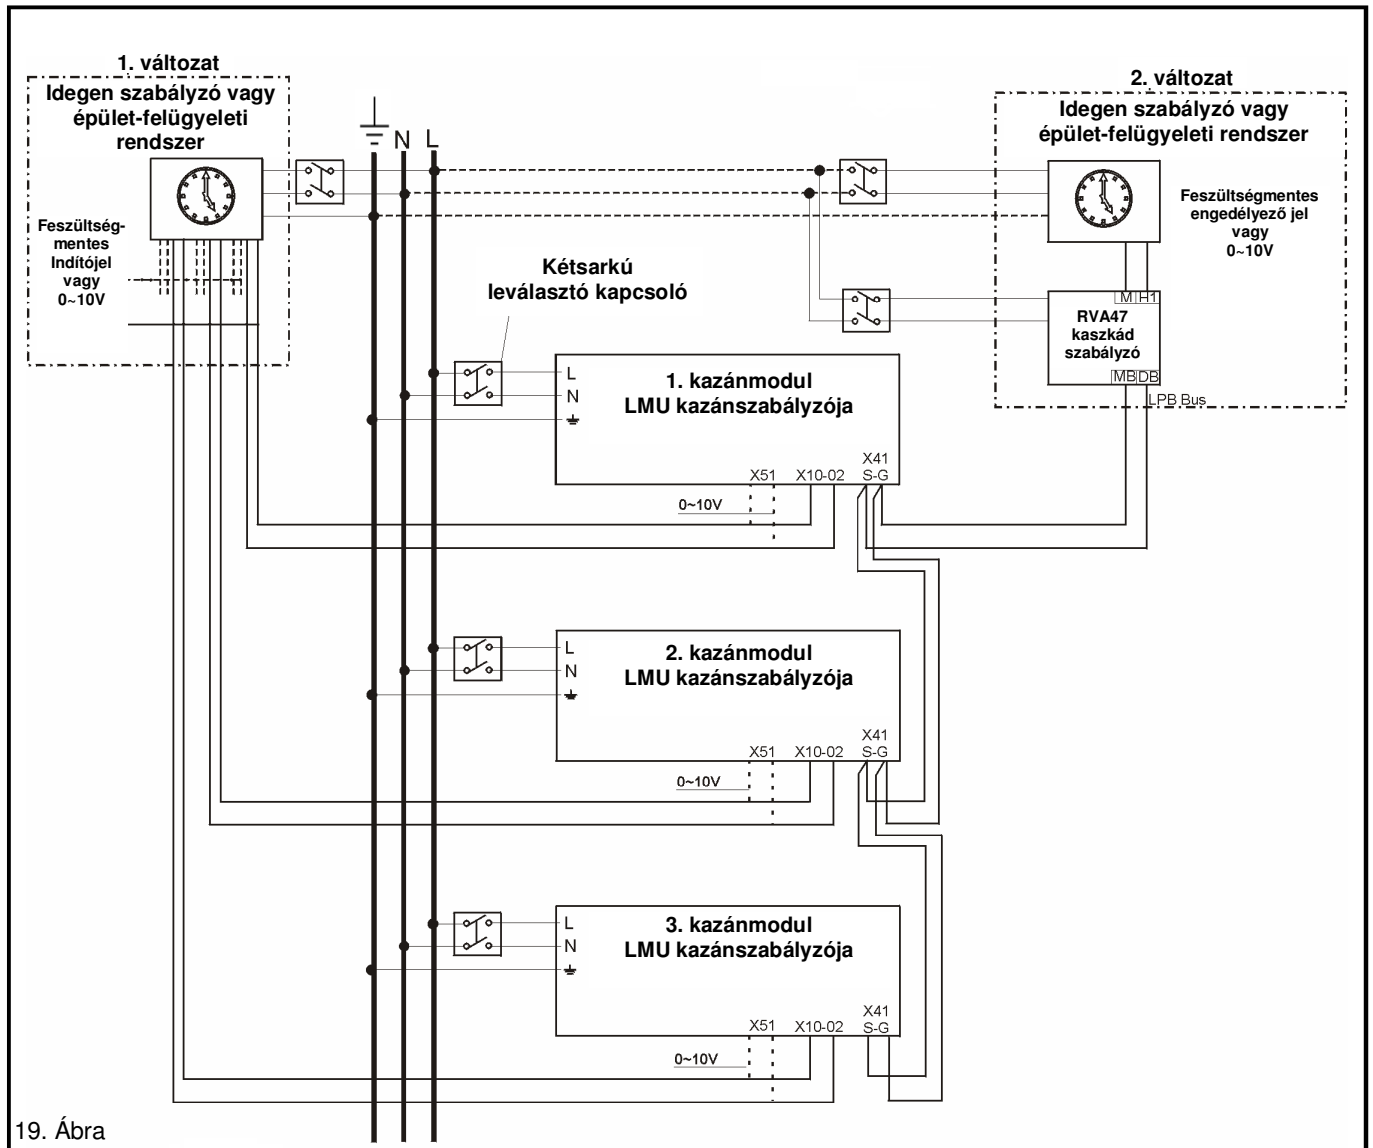 1. változat
Idegen szabályzó vagy
épület-felügyeleti
rendszer
Feszültség-
mentes
Indítójel
vagy
0~10V
N L
Kétsarkú
leválasztó kapcsoló
2. változat
Idegen szabályzó vagy
épület-felügyeleti rendszer
Feszültségmentes
engedélyező jel
vagy
0~10V
M H1
RVA47
kaszkád
szabályzó
MB DB
LPB Bus
L
N
1. kazánmodul
LMU kazánszabályzója
X41
X51 X10-02 S-G
0~10V
L
N
2. kazánmodul
LMU kazánszabályzója
X41
X51 X10-02 S-G
0~10V
L
N
3. kazánmodul
LMU kazánszabályzója
X41
X51 X10-02 S-G
0~10V
19. Ábra